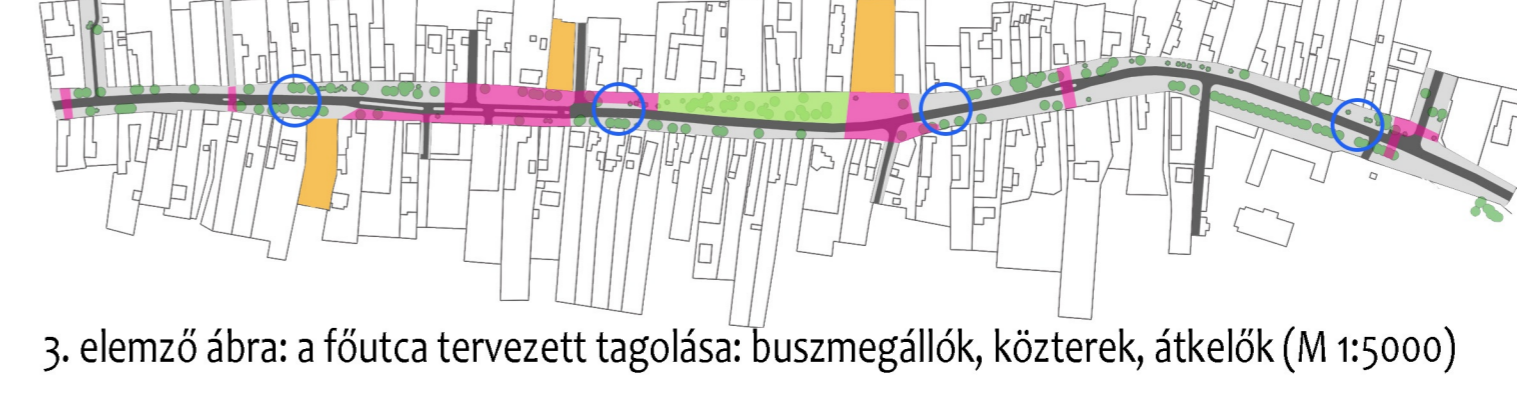 3. elemző ábra: a főutca tervezett tagolása: buszmegállók, közterek, átkelők (M 1:5000)